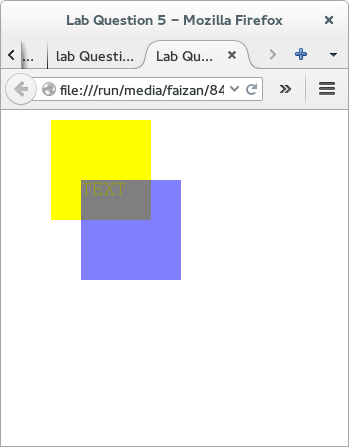 Lab Question 5 - Mozilla Firefox
... lab Questi... Lab Qu...
file:///run/media/faizan/84
TEXT